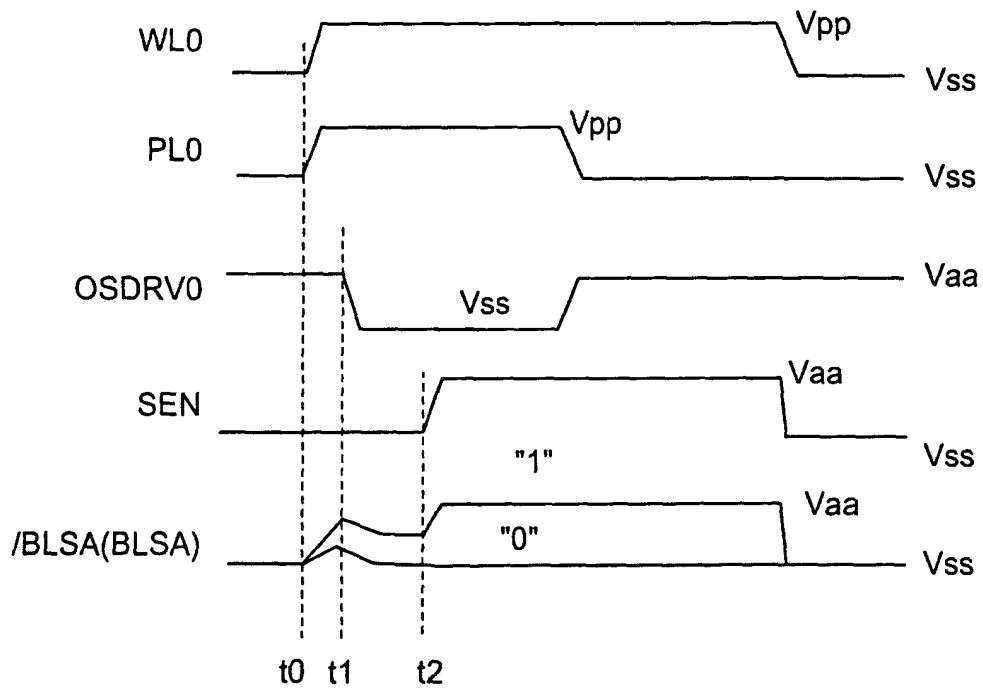 WL0
Vpp
Vss
PL0
Vpp
Vss
OSDRV0
Vss
Vaa
SEN
Vaa
Vss
"1"
/BLSA(BLSA)
"0"
Vaa
Vss
t0
t1
t2